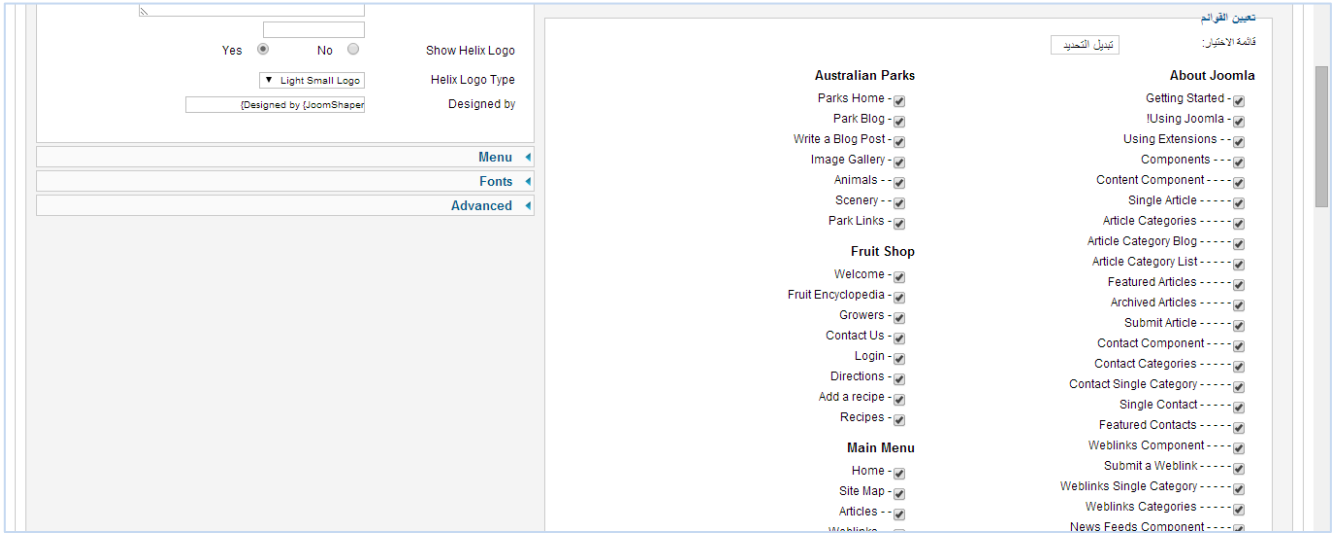 تعيين القوائم
قائمة الاختيار:
تبديل التحديد
About Joomla
Getting Started -
!Using Joomla -
Using Extensions - -
Components - - -
Content Component - - - -
Single Article - - - - -
Article Categories - - - - -
Article Category Blog - - - - -
Article Category List - - - - -
Featured Articles - - - - -
Archived Articles - - - - -
Submit Article - - - - -
Contact Component - - - -
Contact Categories - - - - -
Contact Single Category - - - - -
Single Contact - - - - -
Featured Contacts - - - - -
Weblinks Component - - - -
Submit a Weblink - - - - -
Weblinks Single Category - - - - -
Weblinks Categories - - - - -
News Feeds Component - - - -
Australian Parks
Parks Home -
Park Blog -
Write a Blog Post -
Image Gallery -
Animals - -
Scenery - -
Park Links -
Fruit Shop
Welcome -
Fruit Encyclopedia -
Growers -
Contact Us -
Login -
Directions -
Add a recipe -
Recipes -
Main Menu
Home -
Site Map -
Articles - -
Show Helix Logo
No
Yes
Helix Logo Type
Light Small Logo
Designed by
{Designed by {JoomShaper
Menu
Fonts
Advanced